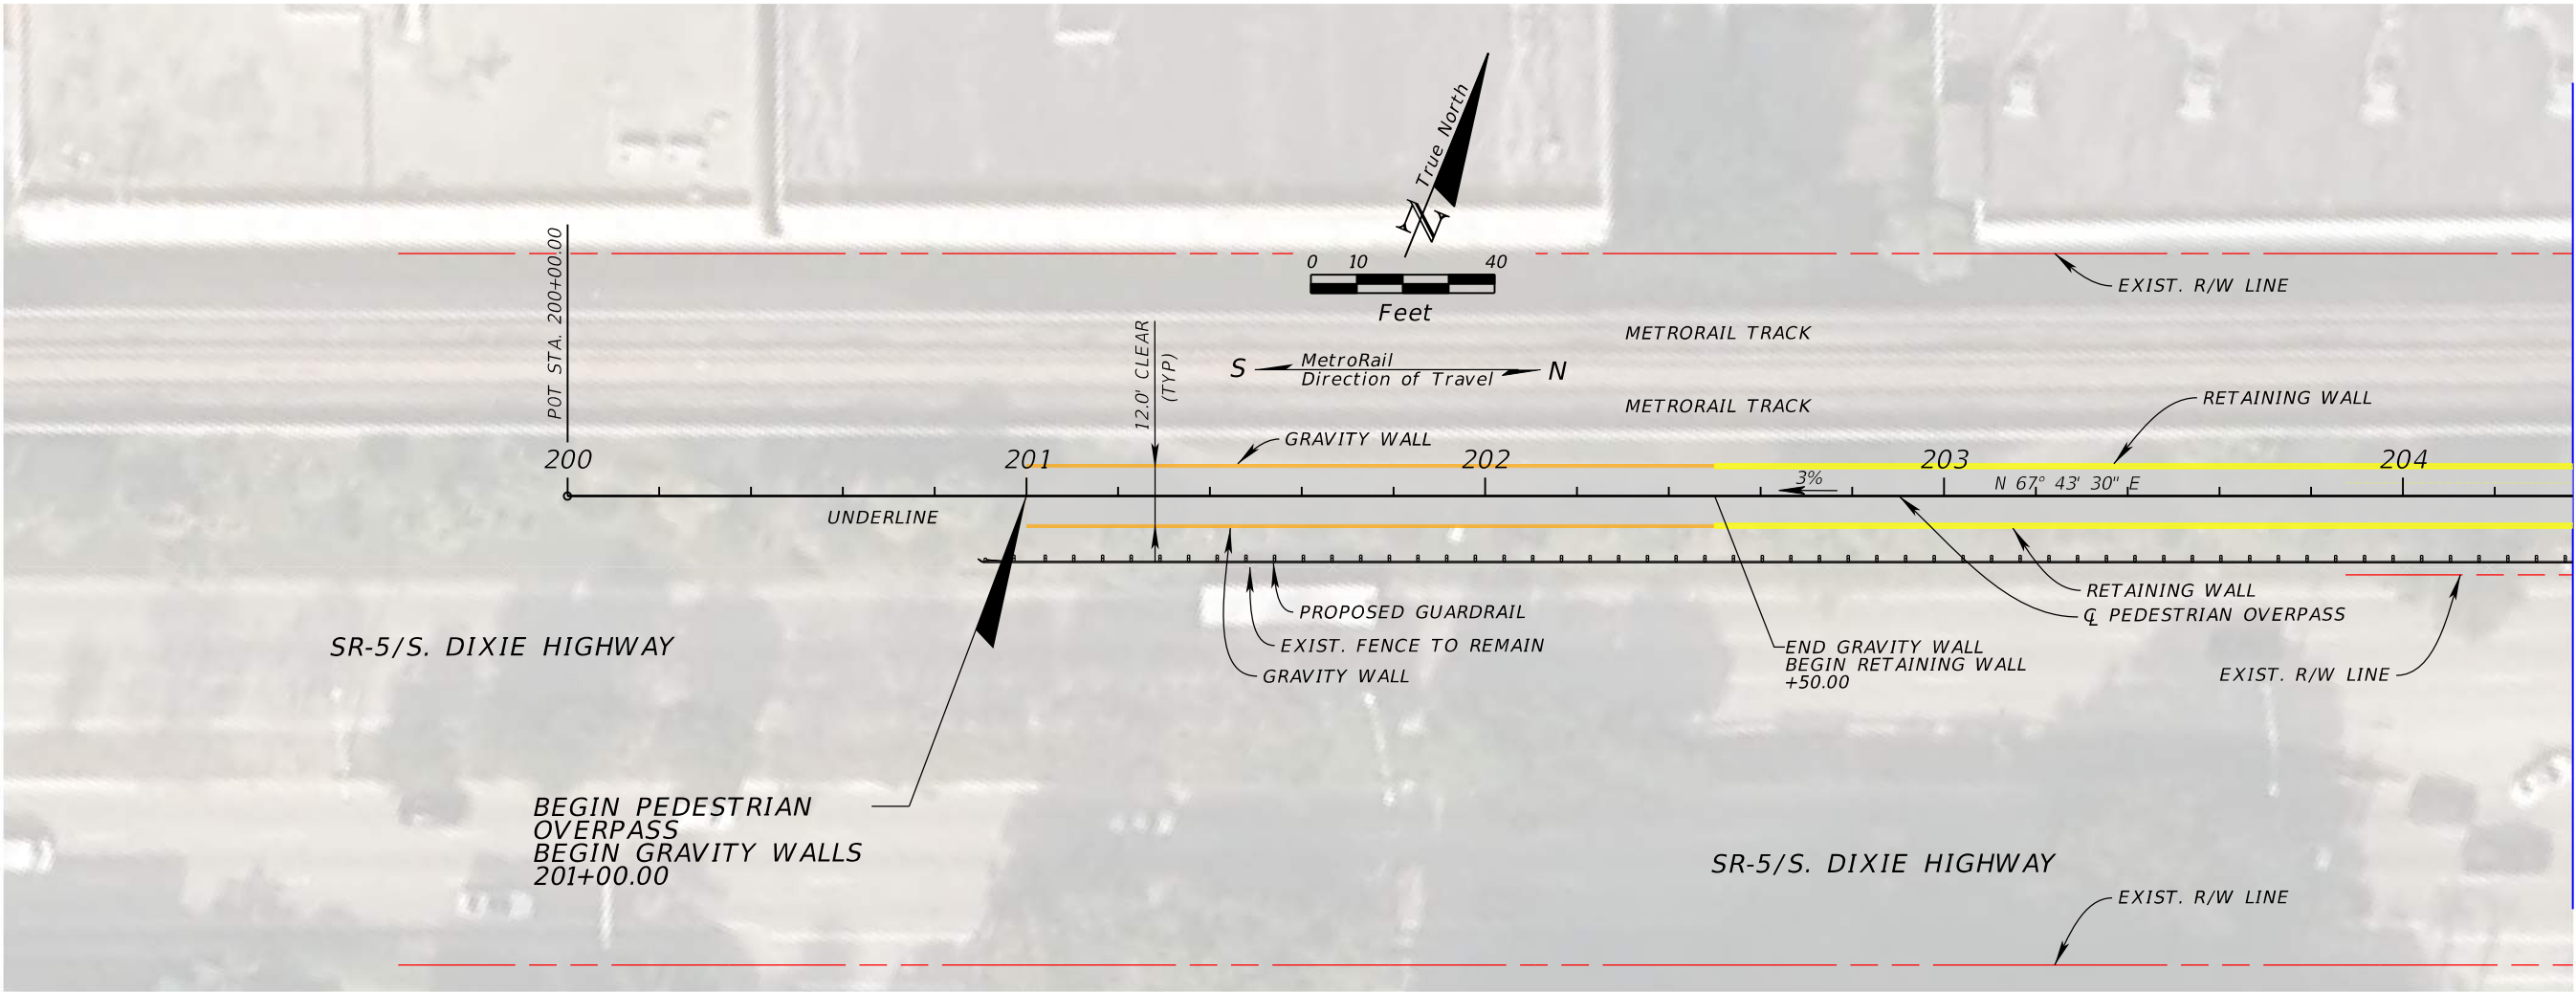 True North
N
POT STA. 200+00.00
0 10 40
Feet
EXIST. R/W LINE
METRORAIL TRACK
12.0' CLEAR
(TYP)
S MetroRail N
Direction of Travel
METRORAIL TRACK
RETAINING WALL
GRAVITY WALL
200 201 202 203 204
3%
N 67° 43' 30" E
UNDERLINE
RETAINING WALL
PROPOSED GUARDRAIL
℄ PEDESTRIAN OVERPASS
SR-5/S. DIXIE HIGHWAY
EXIST. FENCE TO REMAIN
END GRAVITY WALL
BEGIN RETAINING WALL
+50.00
GRAVITY WALL
EXIST. R/W LINE
BEGIN PEDESTRIAN
OVERPASS
BEGIN GRAVITY WALLS
201+00.00
SR-5/S. DIXIE HIGHWAY
EXIST. R/W LINE